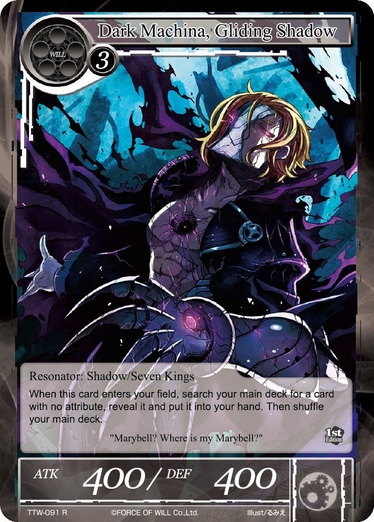 Dark Machina, Gliding Shadow
WILL
3
Resonator: Shadow/Seven Kings
When this card enters your field, search your main deck for a card
with no attribute, reveal it and put it into your hand. Then shuffle
your main deck.
"Marybell? Where is my Marybell?"
1st
Edition
ATK 400 / DEF 400
TTW-091 R ©FORCE OF WILL Co.,Ltd. Illust/るみえ